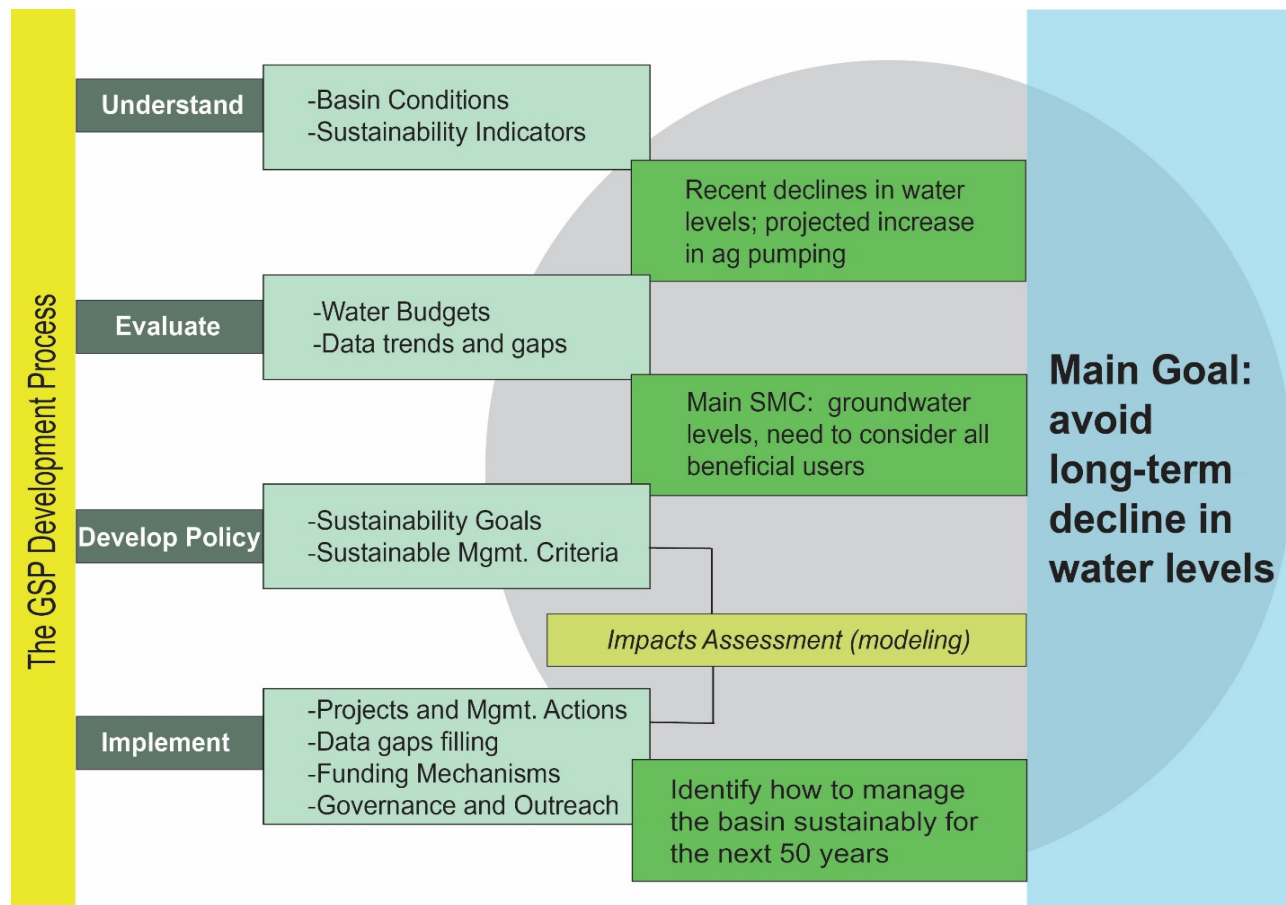 The GSP Development Process
Understand
-Basin Conditions
-Sustainability Indicators
Recent declines in water
levels; projected increase
in ag pumping
Evaluate
-Water Budgets
-Data trends and gaps
Main SMC:  groundwater
levels, need to consider all
beneficial users
Develop Policy
-Sustainability Goals
-Sustainable Mgmt. Criteria
Impacts Assessment (modeling)
Implement
-Projects and Mgmt. Actions
-Data gaps filling
-Funding Mechanisms
-Governance and Outreach
Identify how to manage
the basin sustainably for
the next 50 years
Main Goal:
avoid
long-term
decline in
water levels